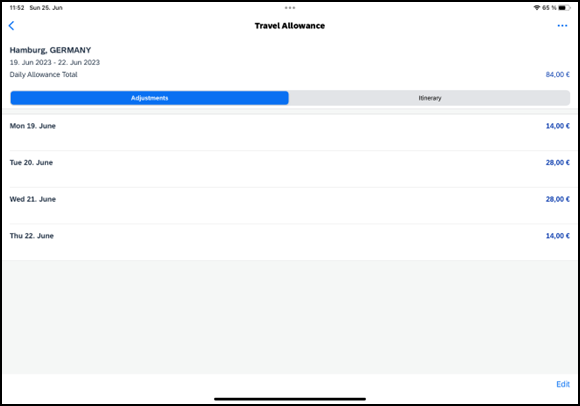 11:52 Sun 25. Jun
65 %
Travel Allowance
Hamburg, GERMANY
19. Jun 2023 - 22. Jun 2023
Daily Allowance Total 84,00 €
Adjustments Itinerary
Mon 19. June 14,00 €
Tue 20. June 28,00 €
Wed 21. June 28,00 €
Thu 22. June 14,00 €
Edit